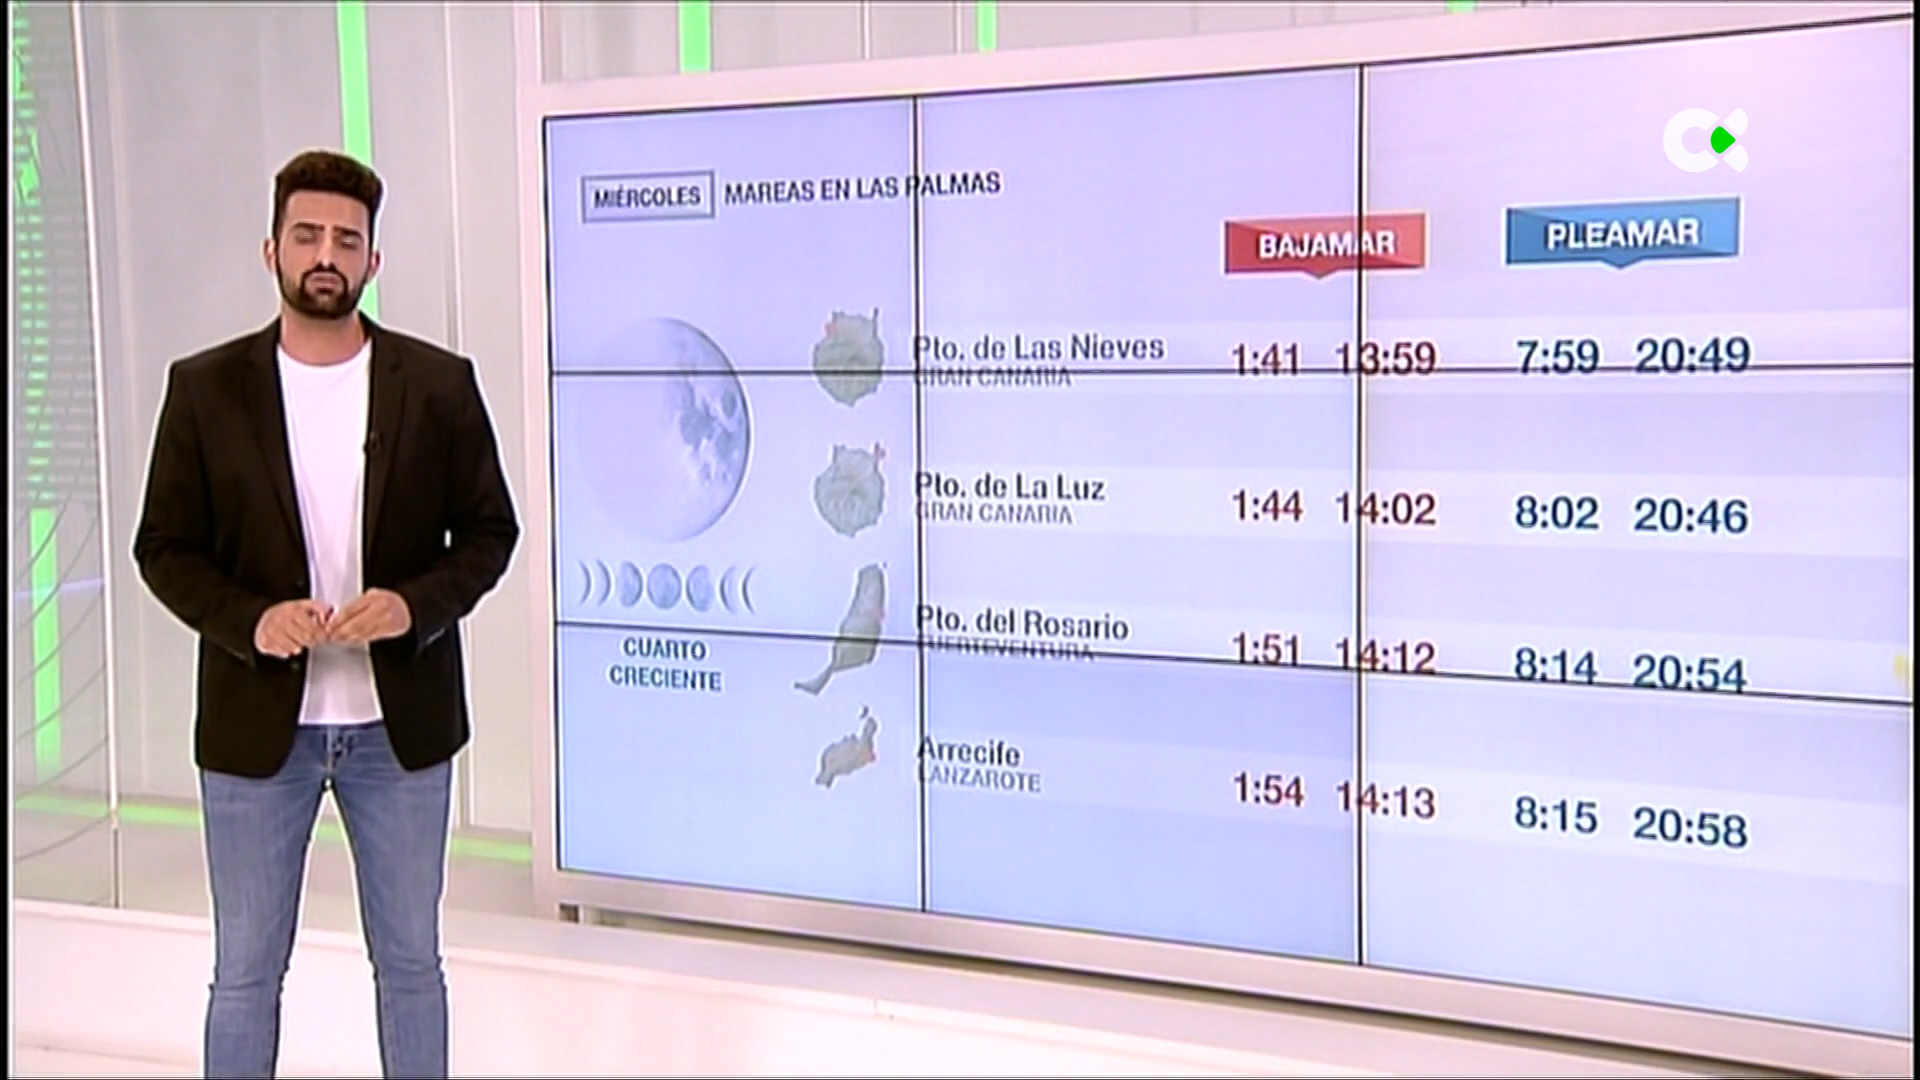 MIÉRCOLES MAREAS EN LAS PALMAS
BAJAMAR PLEAMAR
Pto. de Las Nieves 1:41 13:59 7:59 20:49
GRAN CANARIA
Pto. de La Luz 1:44 14:02 8:02 20:46
GRAN CANARIA
Pto. del Rosario 1:51 14:12 8:14 20:54
FUERTEVENTURA
CUARTO
CRECIENTE
Arrecife 1:54 14:13 8:15 20:58
LANZAROTE